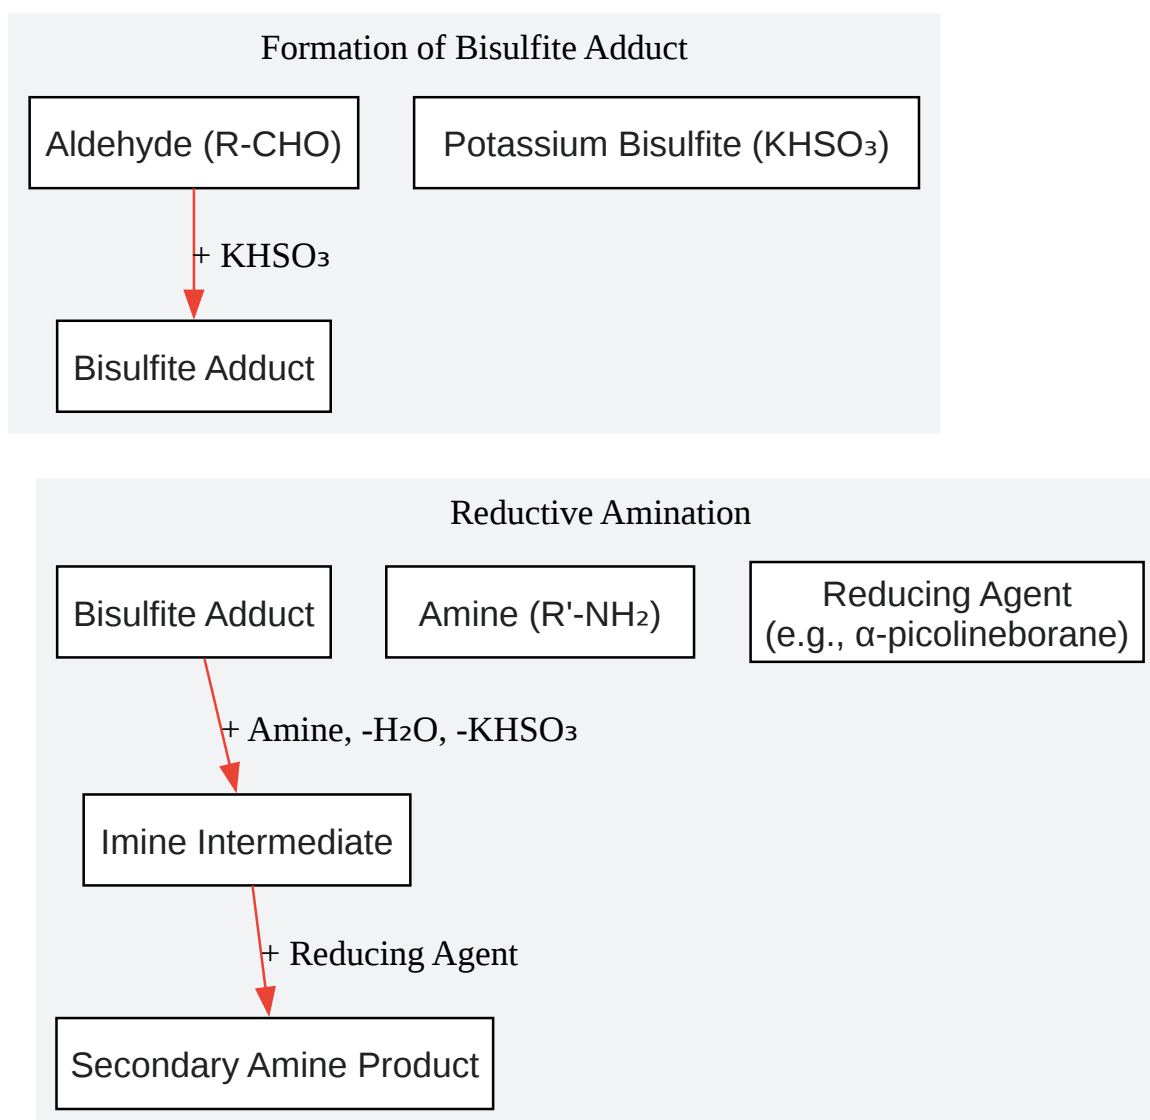 Formation of Bisulfite Adduct
Aldehyde (R-CHO)
Potassium Bisulfite (KHSO₃)
+ KHSO₃
Bisulfite Adduct
Reductive Amination
Bisulfite Adduct
Amine (R'-NH₂)
Reducing Agent
(e.g., α-picolineborane)
+ Amine, -H₂O, -KHSO₃
Imine Intermediate
+ Reducing Agent
Secondary Amine Product